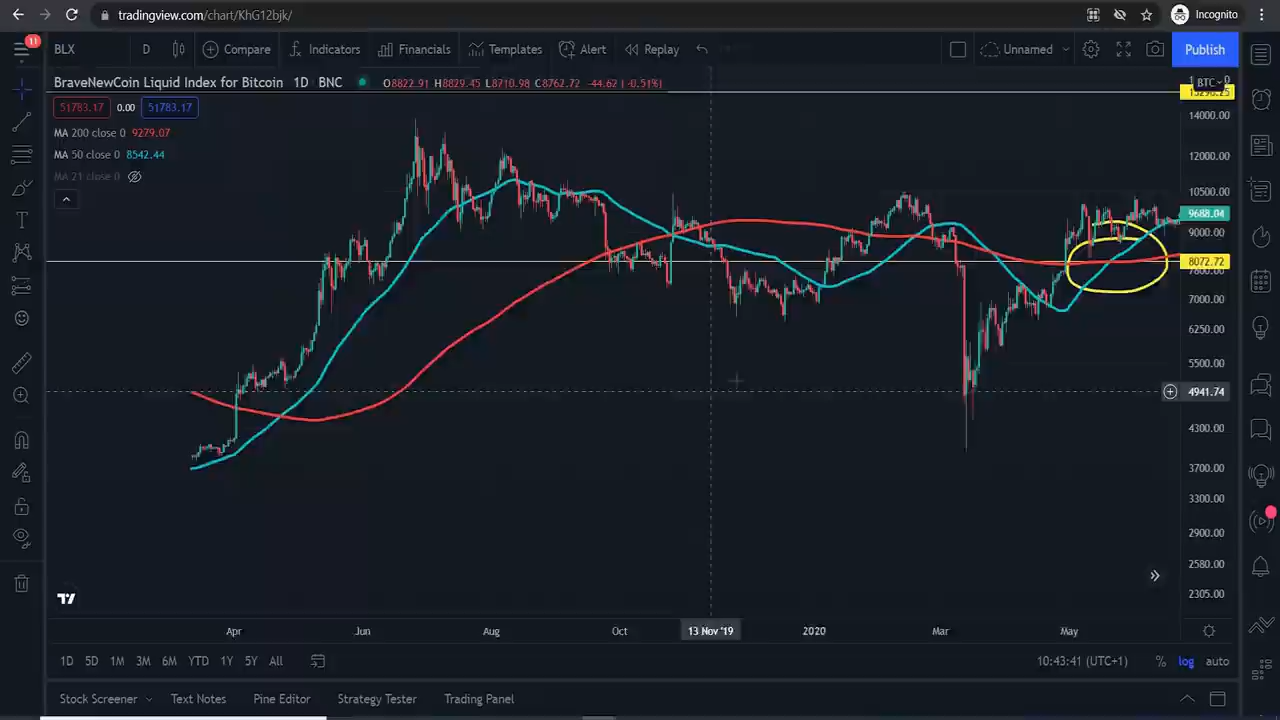 tradingview.com/chart/KhG12bjk/
Incognito
11
BLX
D
Compare
Indicators
Financials
Templates
Alert
Replay
Unnamed
Publish
BraveNewCoin Liquid Index for Bitcoin 1D BNC
O8822.91 H8829.45 L8710.98 C8762.72 -44.62 (-0.51%)
BTC
51783.17 0.00 51783.17
MA 200 close 0 9279.07
MA 50 close 0 8542.44
MA 21 close 0
14000.00
12000.00
10500.00
9688.04
9000.00
8072.72
7000.00
6250.00
5500.00
4941.74
4300.00
3700.00
3300.00
2900.00
2580.00
2305.00
Apr Jun Aug Oct 13 Nov '19 2020 Mar May
1D 5D 1M 3M 6M YTD 1Y 5Y All
10:43:41 (UTC+1) % log auto
Stock Screener Text Notes Pine Editor Strategy Tester Trading Panel